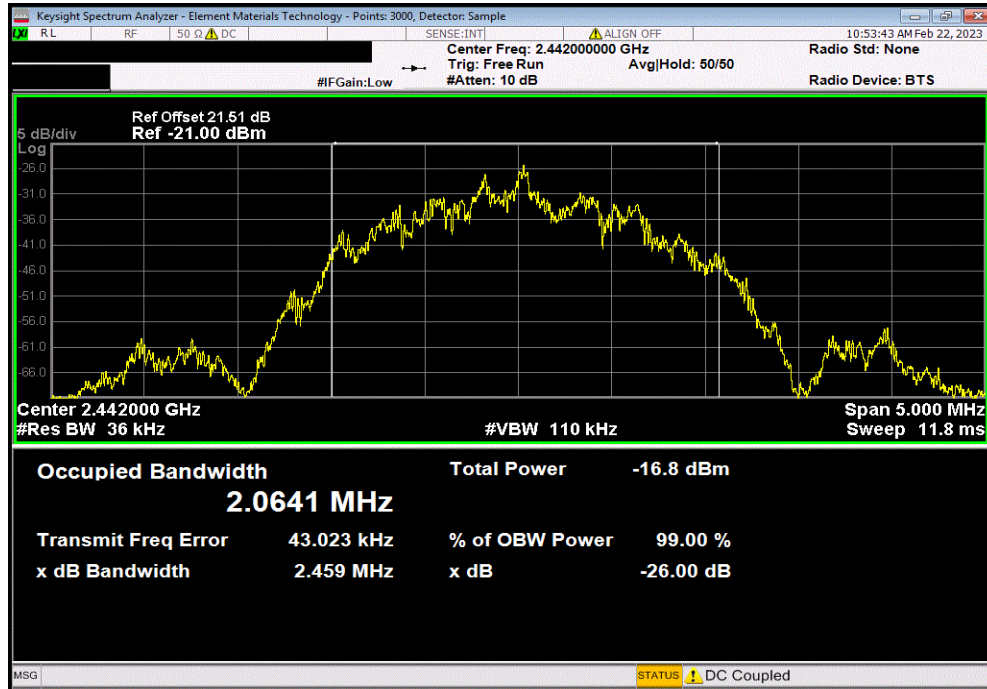 Keysight Spectrum Analyzer - Element Materials Technology - Points: 3000, Detector: Sample
LXI RL RF 50 Ω DC SENSE:INT ALIGN OFF 10:53:43 AM Feb 22, 2023
Center Freq: 2.442000000 GHz Radio Std: None
Trig: Free Run Avg|Hold: 50/50
#IFGain:Low #Atten: 10 dB Radio Device: BTS
Ref Offset 21.51 dB
5 dB/div Ref -21.00 dBm
Log
-26.0
-31.0
-36.0
-41.0
-46.0
-51.0
-56.0
-61.0
-66.0
Center 2.442000 GHz Span 5.000 MHz
#Res BW 36 kHz #VBW 110 kHz Sweep 11.8 ms
Occupied Bandwidth Total Power -16.8 dBm
2.0641 MHz
Transmit Freq Error 43.023 kHz % of OBW Power 99.00 %
x dB Bandwidth 2.459 MHz x dB -26.00 dB
MSG STATUS DC Coupled